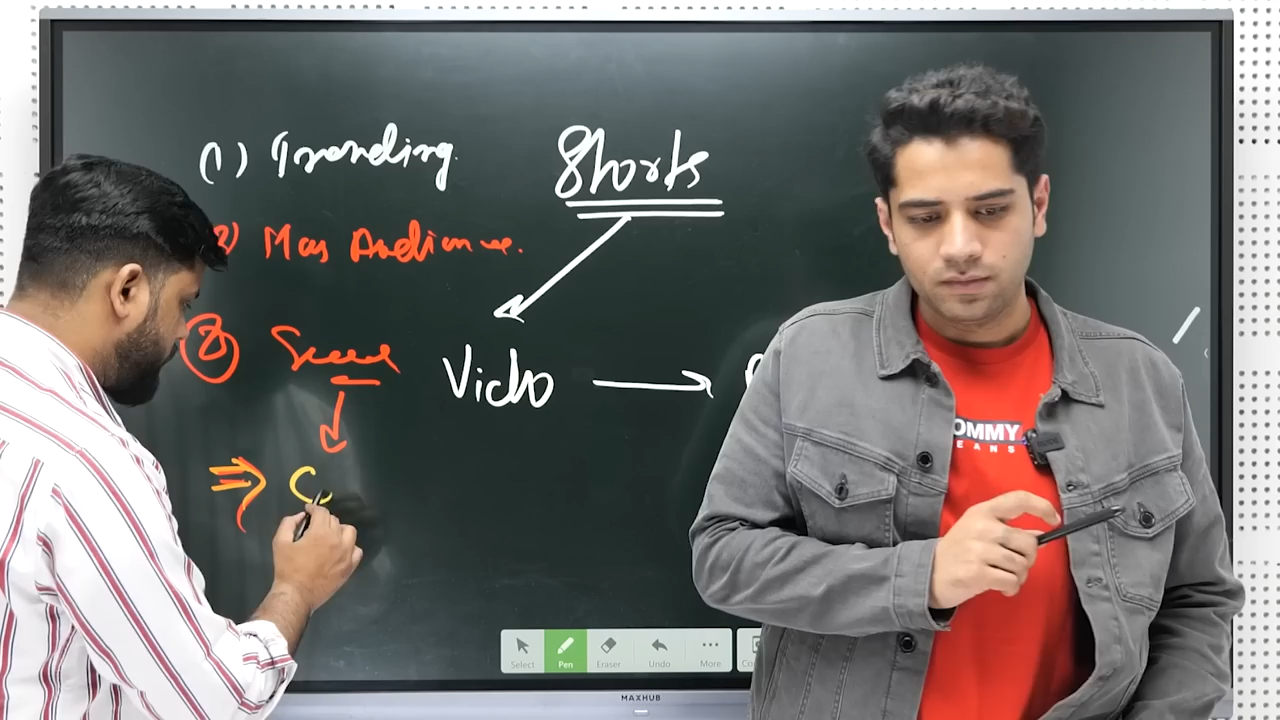 (1) Trending.
Shorts
2) Mas Audience.
Video
OMMY
EANS
Select
Pen
Eraser
Undo
More
MAXHUB